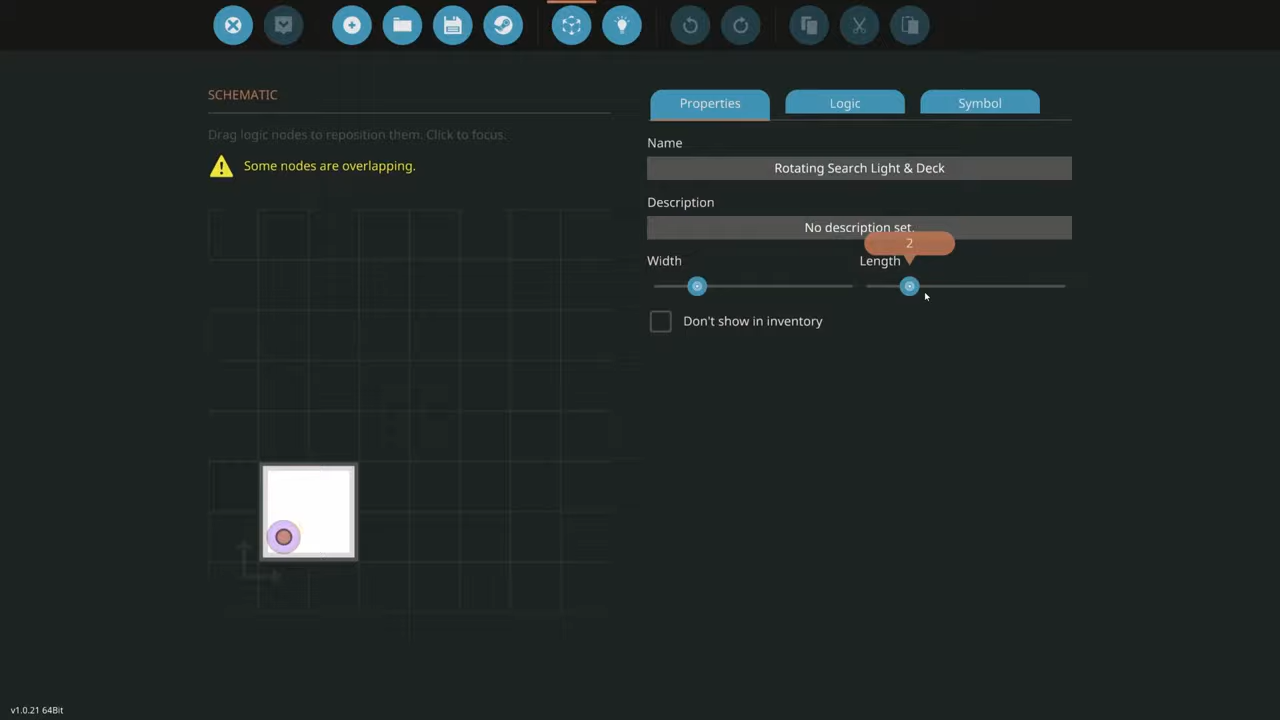 SCHEMATIC
Drag logic nodes to reposition them. Click to focus.
Some nodes are overlapping.
Properties
Logic
Symbol
Name
Rotating Search Light & Deck
Description
No description set.
2
Width
Length
Don't show in inventory
v1.0.21 64Bit